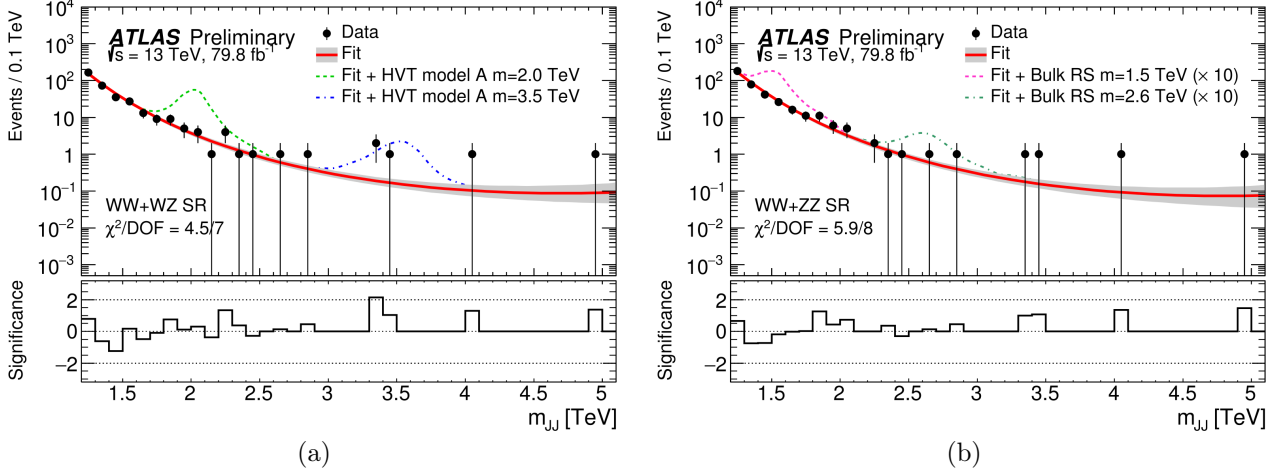 Events / 0.1 TeV
10⁴
10³
10²
10
1
10⁻¹
10⁻²
10⁻³
ATLAS Preliminary
√s = 13 TeV, 79.8 fb⁻¹
Data
Fit
Fit + HVT model A m=2.0 TeV
Fit + HVT model A m=3.5 TeV
WW+WZ SR
χ²/DOF = 4.5/7
Significance
2
0
−2
1.5 2 2.5 3 3.5 4 4.5 5
m_JJ [TeV]
(a)
Events / 0.1 TeV
10⁴
10³
10²
10
1
10⁻¹
10⁻²
10⁻³
ATLAS Preliminary
√s = 13 TeV, 79.8 fb⁻¹
Data
Fit
Fit + Bulk RS m=1.5 TeV (× 10)
Fit + Bulk RS m=2.6 TeV (× 10)
WW+ZZ SR
χ²/DOF = 5.9/8
Significance
2
0
−2
1.5 2 2.5 3 3.5 4 4.5 5
m_JJ [TeV]
(b)